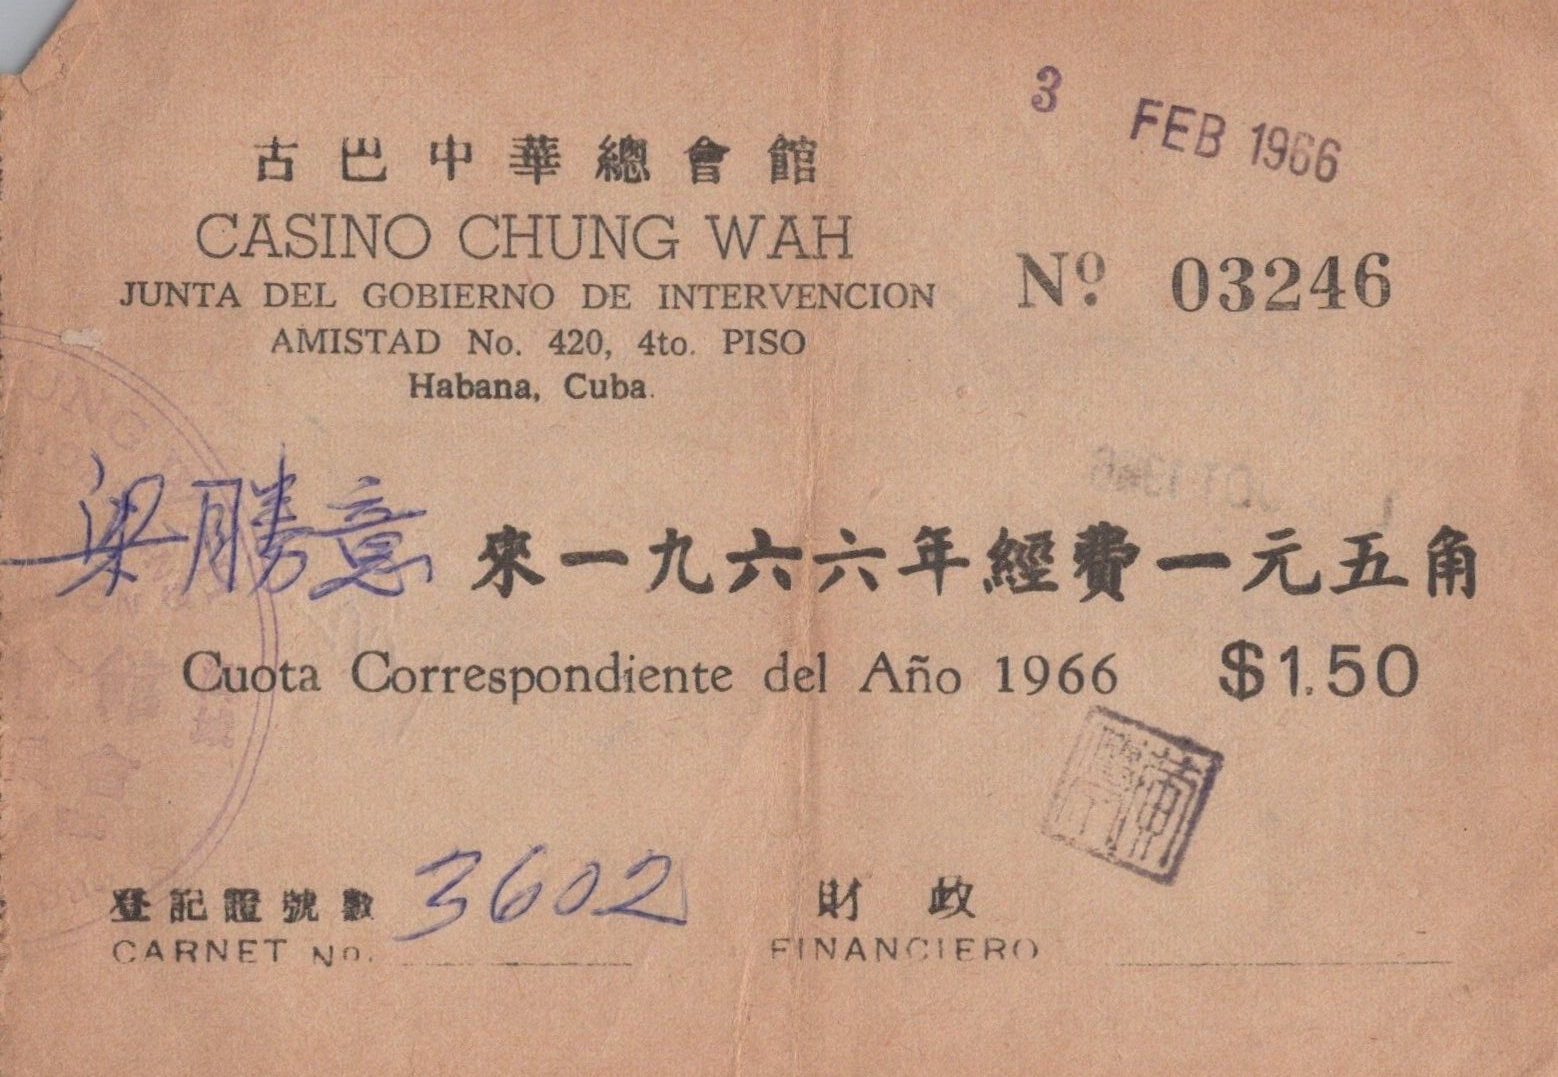 3 FEB 1966
古巴中華總會館
CASINO CHUNG WAH
JUNTA DEL GOBIERNO DE INTERVENCION
AMISTAD No. 420, 4to. PISO
Habana, Cuba.
Nº 03246
梁勝意 來一九六六年經費一元五角
Cuota Correspondiente del Año 1966 $1.50
登記證號數 3602 財政
CARNET No. FINANCIERO